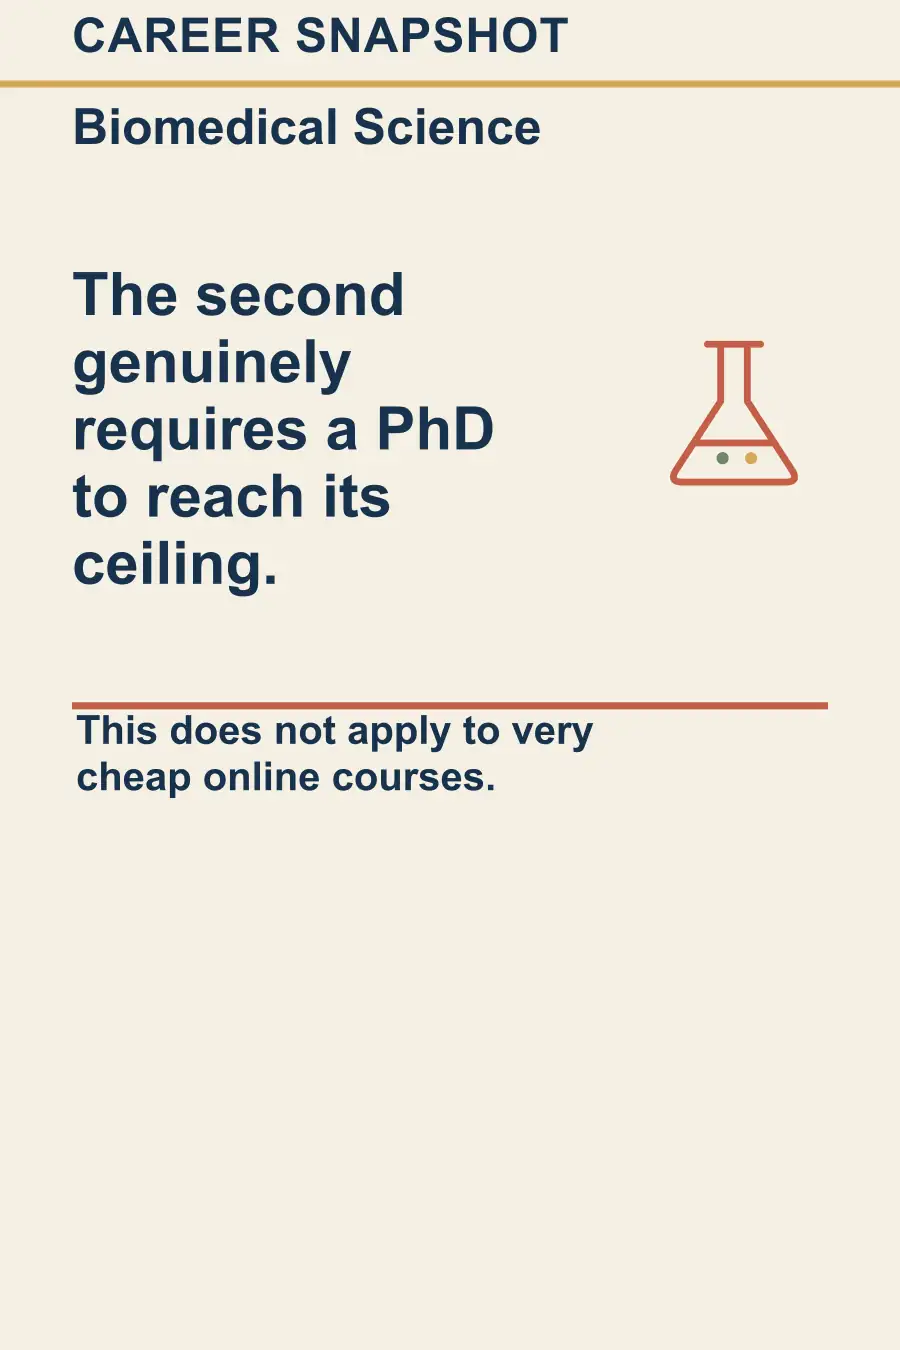 CAREER SNAPSHOT
Biomedical Science
The second
genuinely
requires a PhD
to reach its
ceiling.
This does not apply to very
cheap online courses.